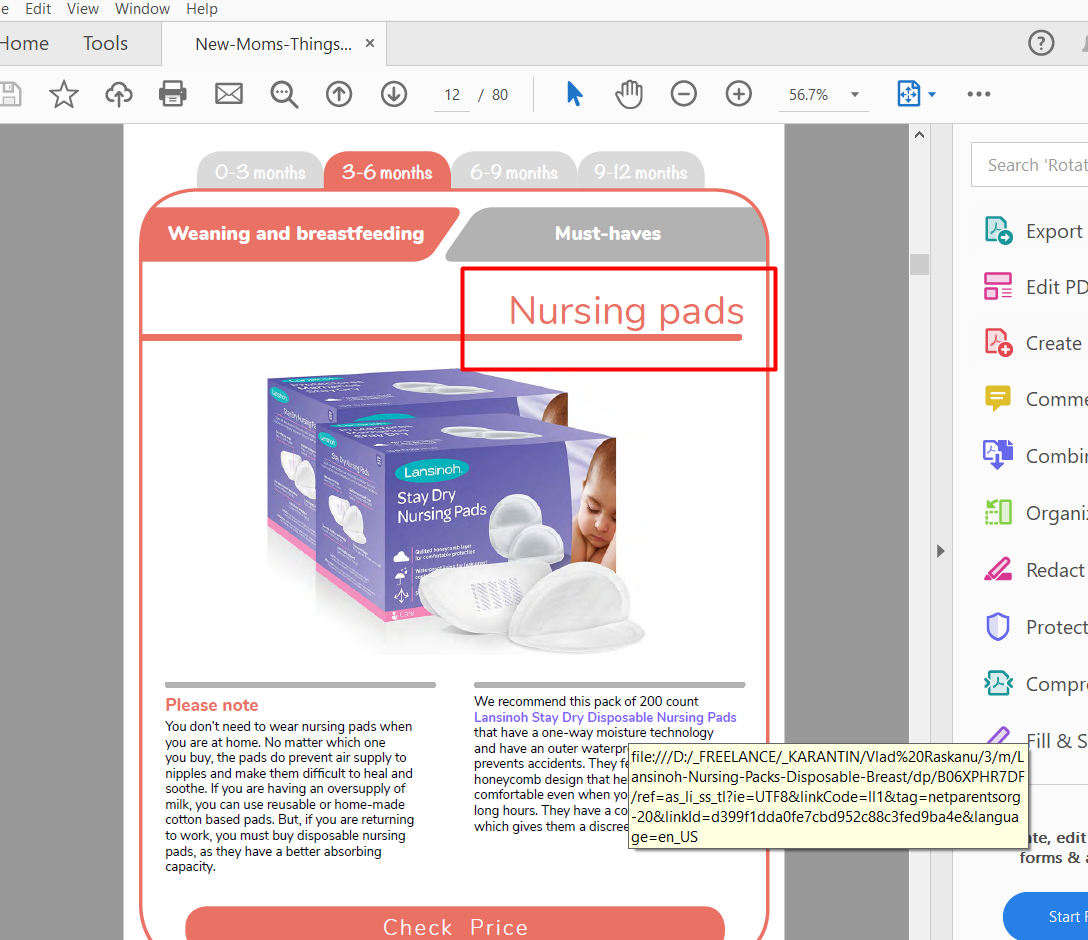 e Edit View Window Help
Home Tools New-Moms-Things... ×
12 / 80 56.7%
0-3 months 3-6 months 6-9 months 9-12 months
Search 'Rotat
Weaning and breastfeeding Must-haves
Export
Nursing pads
Edit PD
Create
Comme
Combin
Organiz
Redact
Protect
Compre
Fill & S
Lansinoh
Stay Dry
Nursing Pads
Lansinoh.
Stay Dry
Nursing Pads
Please note
You don't need to wear nursing pads when
you are at home. No matter which one
you buy, the pads do prevent air supply to
nipples and make them difficult to heal and
soothe. If you are having an oversupply of
milk, you can use reusable or home-made
cotton based pads. But, if you are returning
to work, you must buy disposable nursing
pads, as they have a better absorbing
capacity.
We recommend this pack of 200 count
Lansinoh Stay Dry Disposable Nursing Pads
that have a one-way moisture technology
and have an outer waterpr
prevents accidents. They fe
honeycomb design that he
comfortable even when yo
long hours. They have a co
which gives them a discree
file:///D:/_FREELANCE/_KARANTIN/Vlad%20Raskanu/3/m/L
ansinoh-Nursing-Packs-Disposable-Breast/dp/B06XPHR7DF
/ref=as_li_ss_tl?ie=UTF8&linkCode=ll1&tag=netparentsorg
-20&linkId=d399f1dda0fe7cbd952c88c3fed9ba4e&langua
ge=en_US
te, edit
forms & a
Start F
Check Price